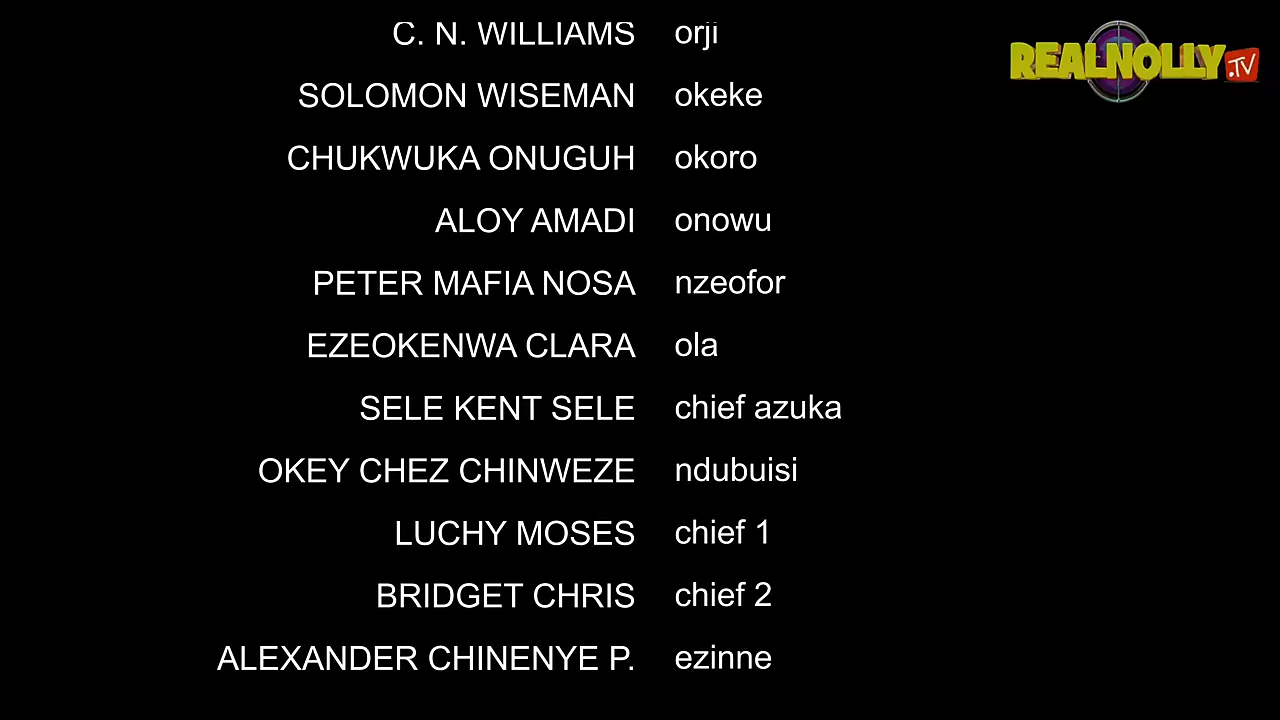 C. N. WILLIAMS orji
REALNOLLY.TV
SOLOMON WISEMAN okeke
CHUKWUKA ONUGUH okoro
ALOY AMADI onowu
PETER MAFIA NOSA nzeofor
EZEOKENWA CLARA ola
SELE KENT SELE chief azuka
OKEY CHEZ CHINWEZE ndubuisi
LUCHY MOSES chief 1
BRIDGET CHRIS chief 2
ALEXANDER CHINENYE P. ezinne